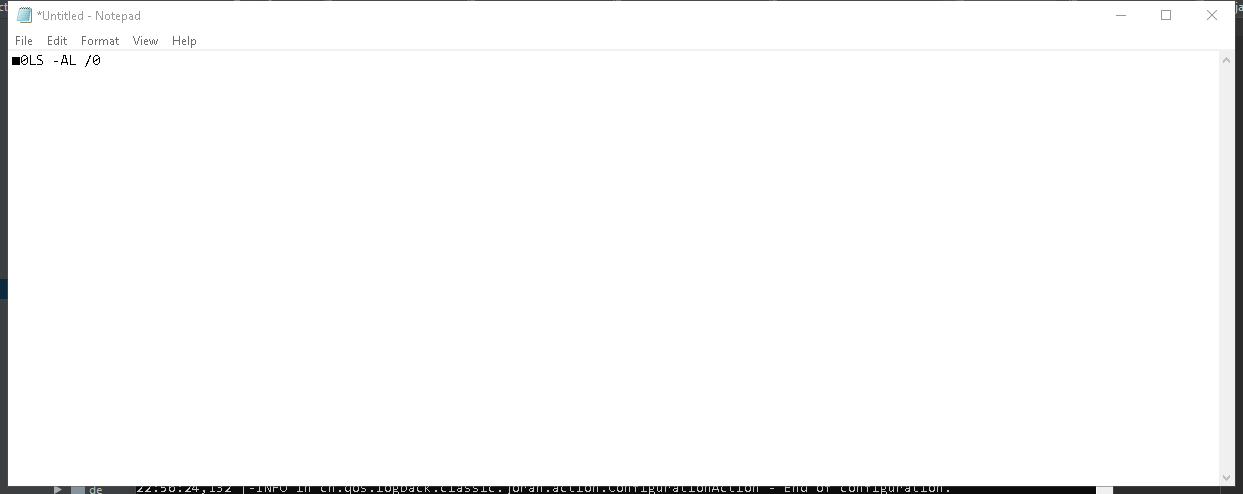 *Untitled - Notepad
File Edit Format View Help
■0LS -AL /0
de
22:56:24,132 |-INFO in ch.qos.logback.classic.joran.action.ConfigurationAction - End of configuration.